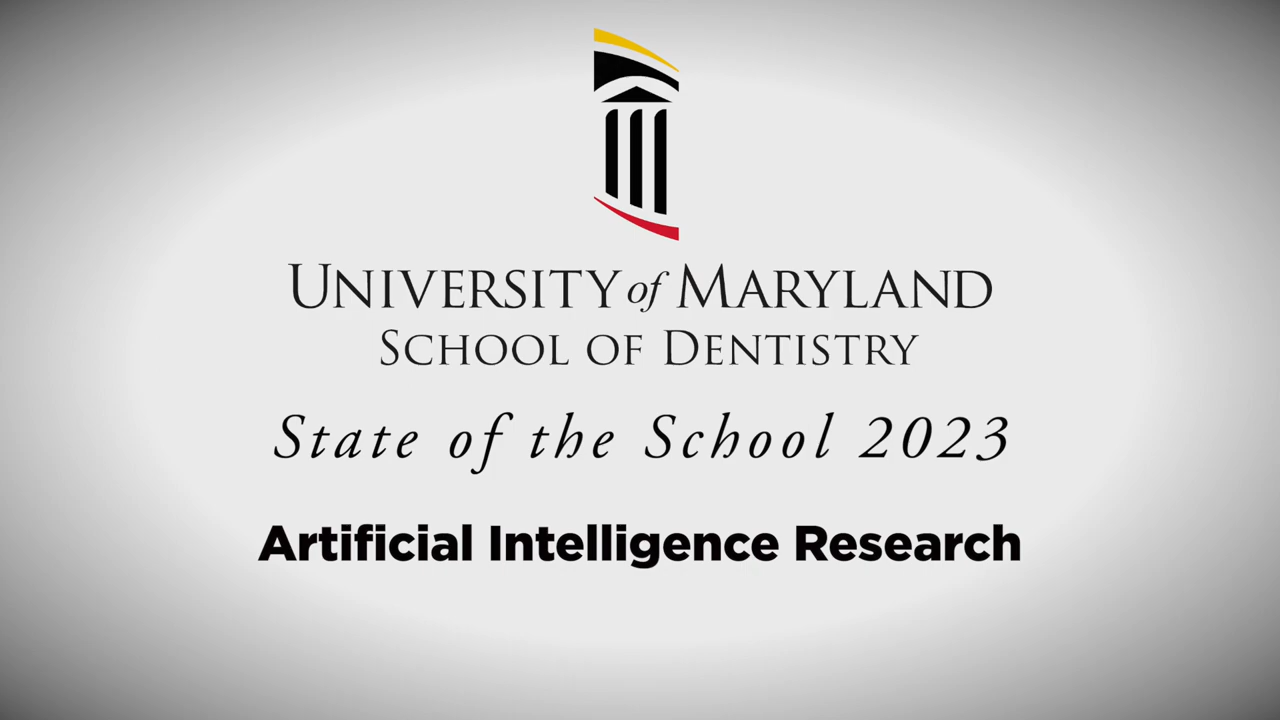 UNIVERSITY of MARYLAND
SCHOOL OF DENTISTRY
State of the School 2023
Artificial Intelligence Research